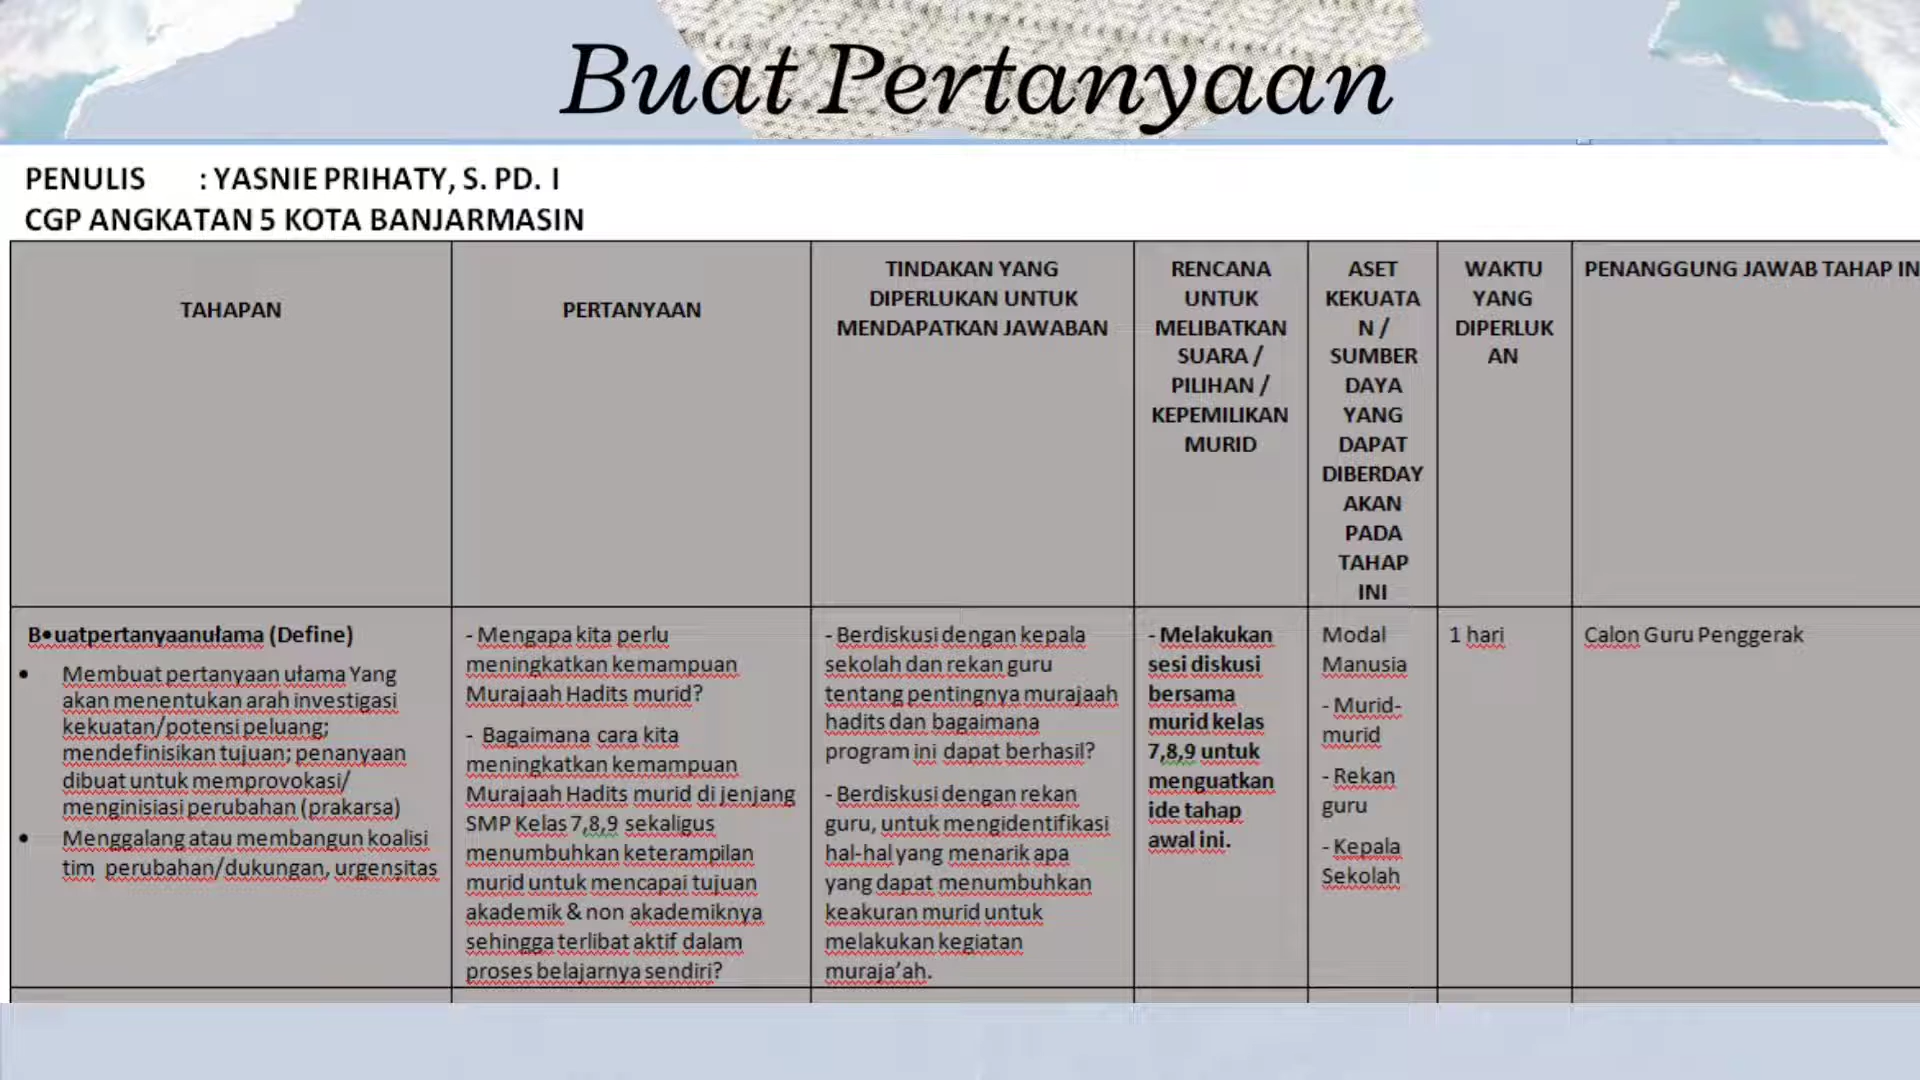 Buat Pertanyaan
PENULIS : YASNIE PRIHATY, S. PD. I
CGP ANGKATAN 5 KOTA BANJARMASIN
TAHAPAN
PERTANYAAN
TINDAKAN YANG
DIPERLUKAN UNTUK
MENDAPATKAN JAWABAN
RENCANA
UNTUK
MELIBATKAN
SUARA /
PILIHAN /
KEPEMILIKAN
MURID
ASET
KEKUATA
N /
SUMBER
DAYA
YANG
DAPAT
DIBERDAY
AKAN
PADA
TAHAP
INI
WAKTU
YANG
DIPERLUK
AN
PENANGGUNG JAWAB TAHAP IN
B•uatpertanyaanutama (Define)
• Membuat pertanyaan utama Yang
akan menentukan arah investigasi
kekuatan/potensi peluang;
mendefinisikan tujuan; penanyaan
dibuat untuk memprovokasi/
menginisiasi perubahan (prakarsa)
• Menggalang atau membangun koalisi
tim perubahan/dukungan, urgensitas
- Mengapa kita perlu
meningkatkan kemampuan
Murajaah Hadits murid?
- Bagaimana cara kita
meningkatkan kemampuan
Murajaah Hadits murid di jenjang
SMP Kelas 7,8,9 sekaligus
menumbuhkan keterampilan
murid untuk mencapai tujuan
akademik & non akademiknya
sehingga terlibat aktif dalam
proses belajarnya sendiri?
- Berdiskusi dengan kepala
sekolah dan rekan guru
tentang pentingnya murajaah
hadits dan bagaimana
program ini dapat berhasil?
- Berdiskusi dengan rekan
guru, untuk mengidentifikasi
hal-hal yang menarik apa
yang dapat menumbuhkan
keakuran murid untuk
melakukan kegiatan
muraja’ah.
- Melakukan
sesi diskusi
bersama
murid kelas
7,8,9 untuk
menguatkan
ide tahap
awal ini.
Modal
Manusia
- Murid-
murid
- Rekan
guru
- Kepala
Sekolah
1 hari
Calon Guru Penggerak